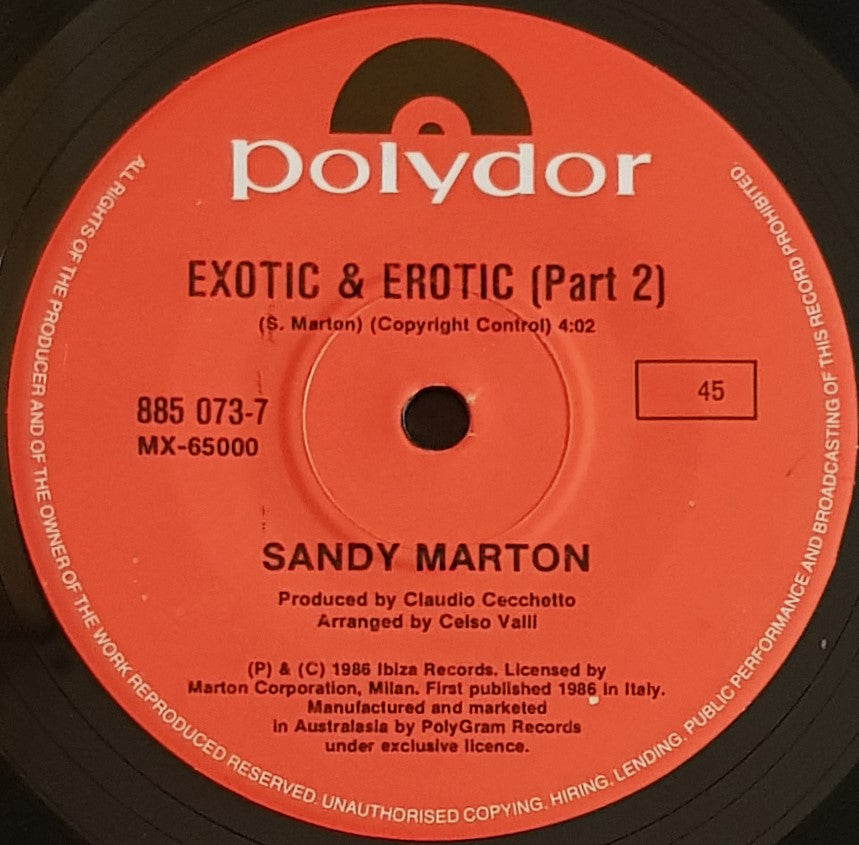 polydor
EXOTIC & EROTIC (Part 2)
(S. Marton) (Copyright Control) 4:02
885 073-7
MX-65000
45
SANDY MARTON
Produced by Claudio Cecchetto
Arranged by Celso Valli
(P) & (C) 1986 Ibiza Records. Licensed by
Marton Corporation, Milan. First published 1986 in Italy.
Manufactured and marketed
in Australasia by PolyGram Records
under exclusive licence.
ALL RIGHTS OF THE PRODUCER AND OF THE OWNER OF THE WORK REPRODUCED RESERVED. UNAUTHORISED COPYING, HIRING, LENDING, PUBLIC PERFORMANCE AND BROADCASTING OF THIS RECORD PROHIBITED.